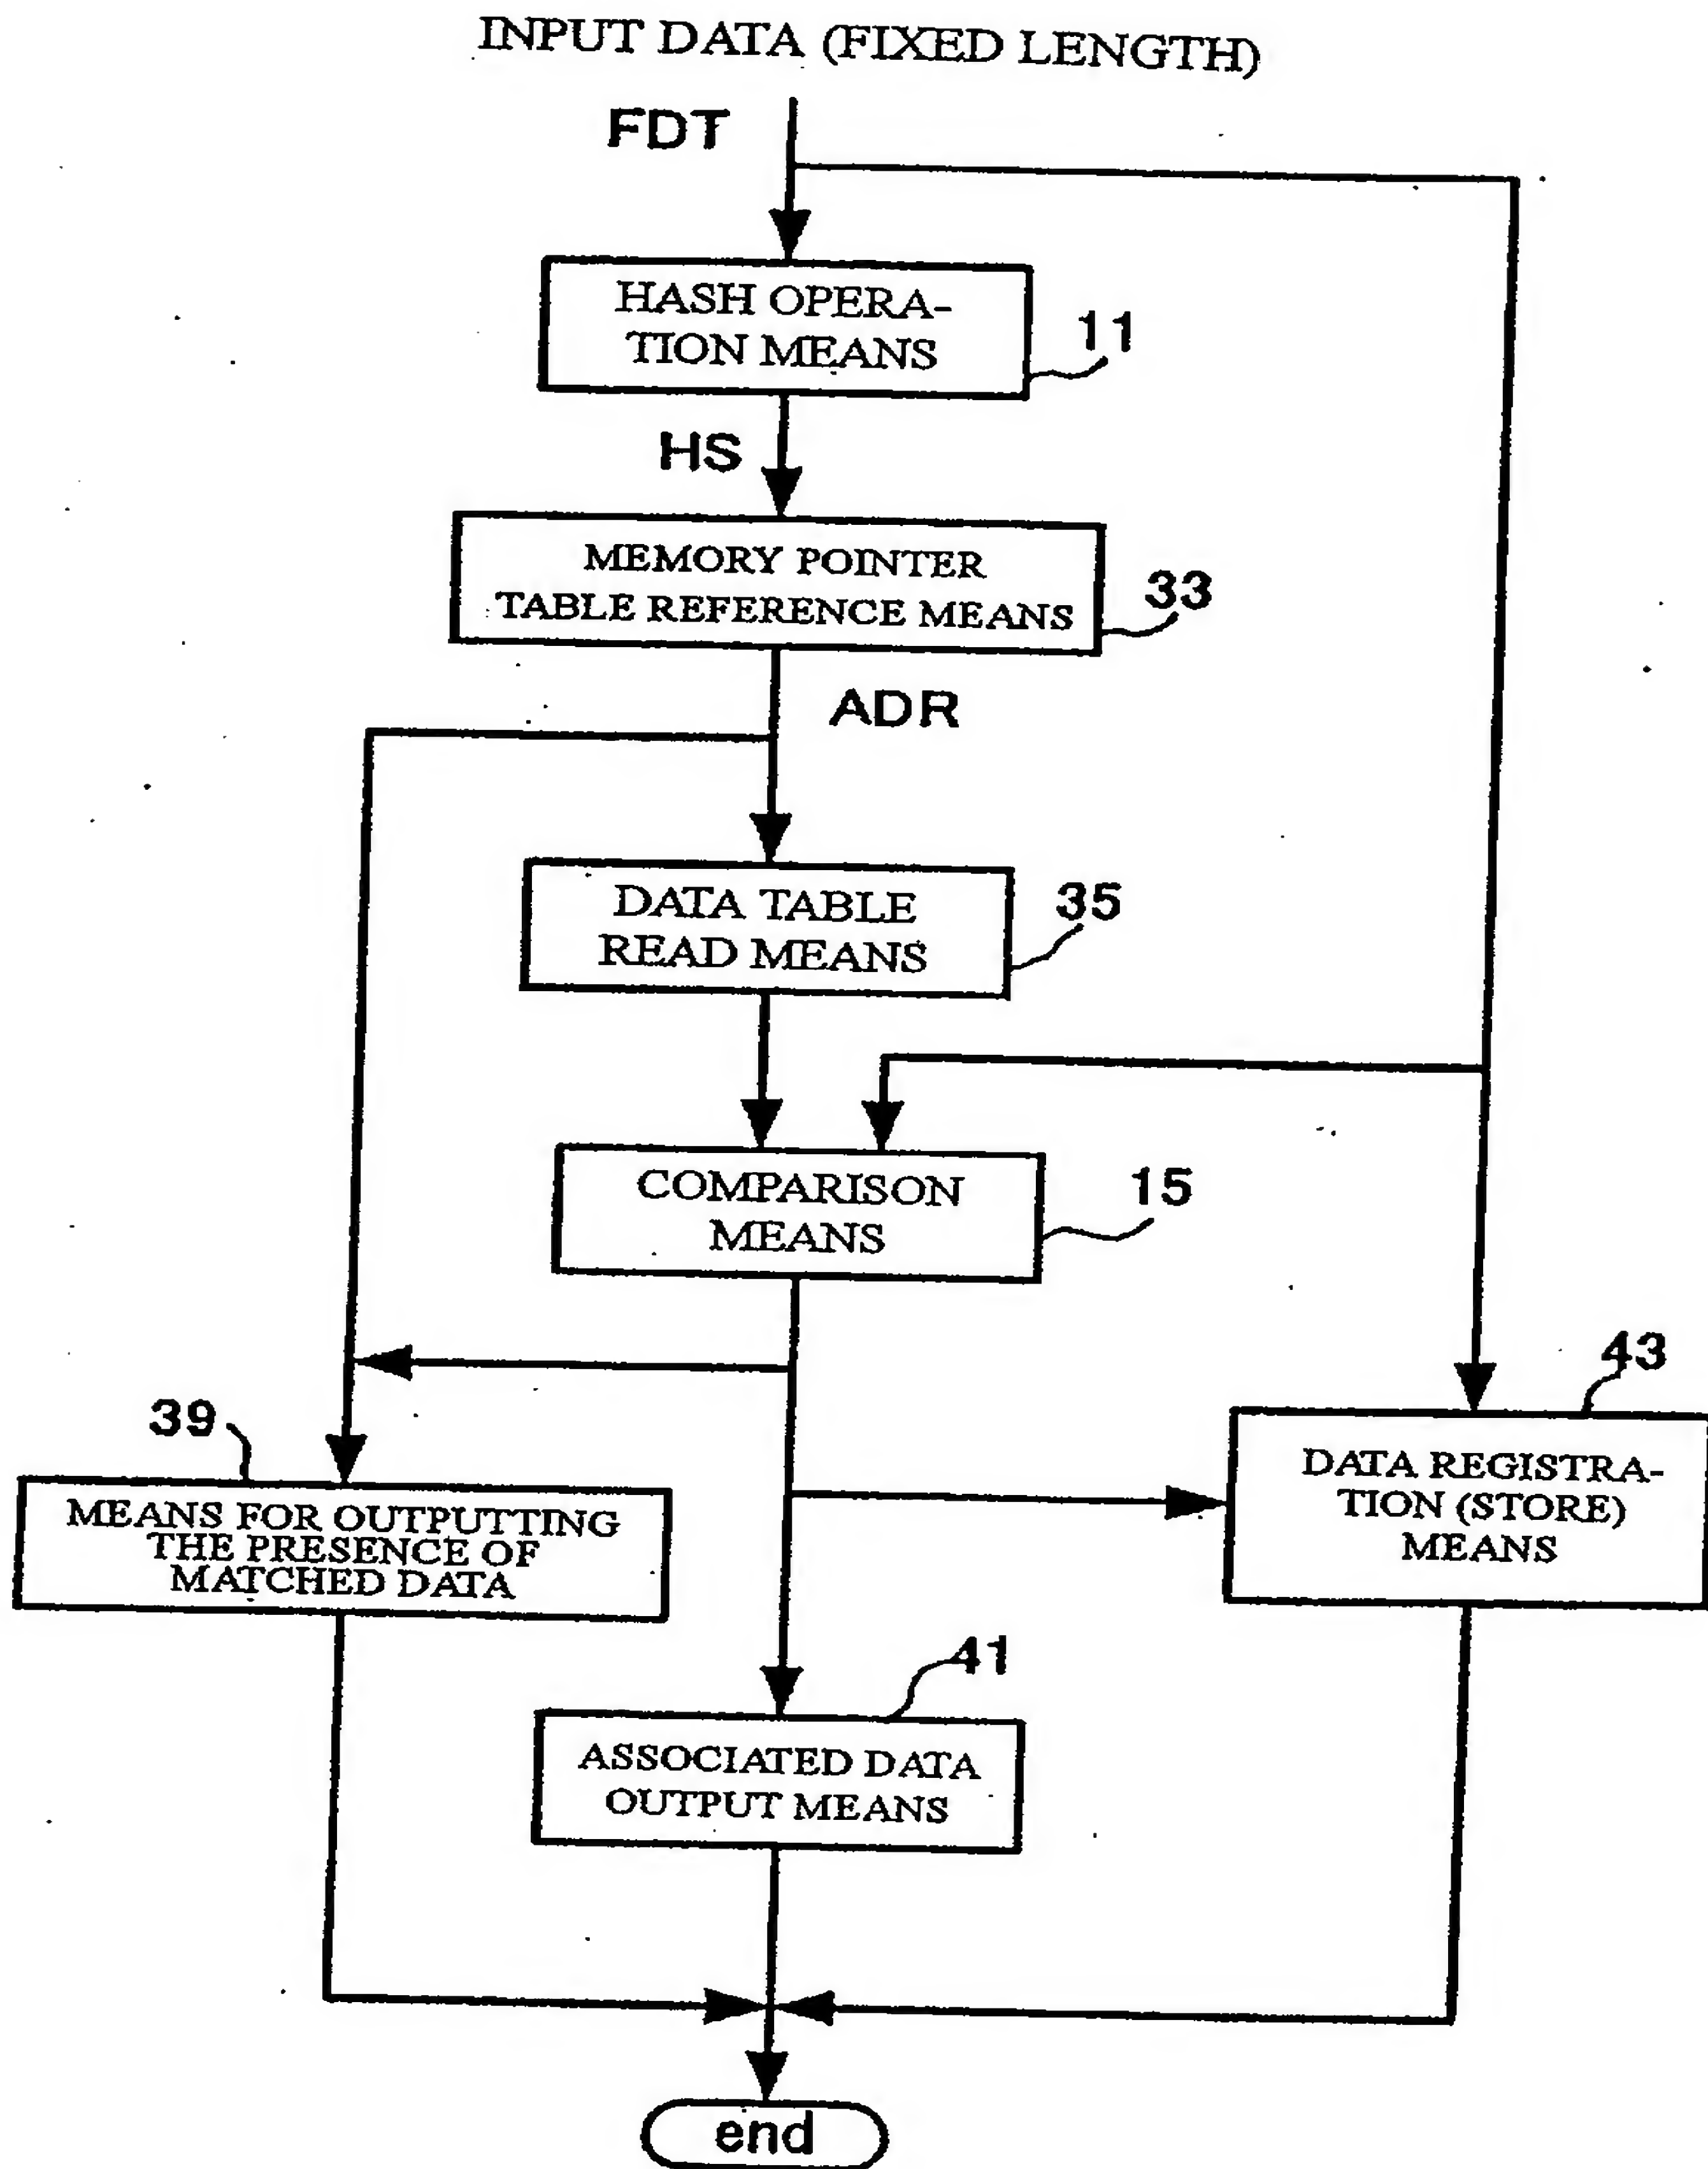 INPUT DATA (FIXED LENGTH)
FDT
HASH OPERA-
TION MEANS
11
HS
MEMORY POINTER
TABLE REFERENCE MEANS
33
ADR
DATA TABLE
READ MEANS
35
COMPARISON
MEANS
15
43
39
DATA REGISTRA-
TION (STORE)
MEANS
MEANS FOR OUTPUTTING
THE PRESENCE OF
MATCHED DATA
41
ASSOCIATED DATA
OUTPUT MEANS
end